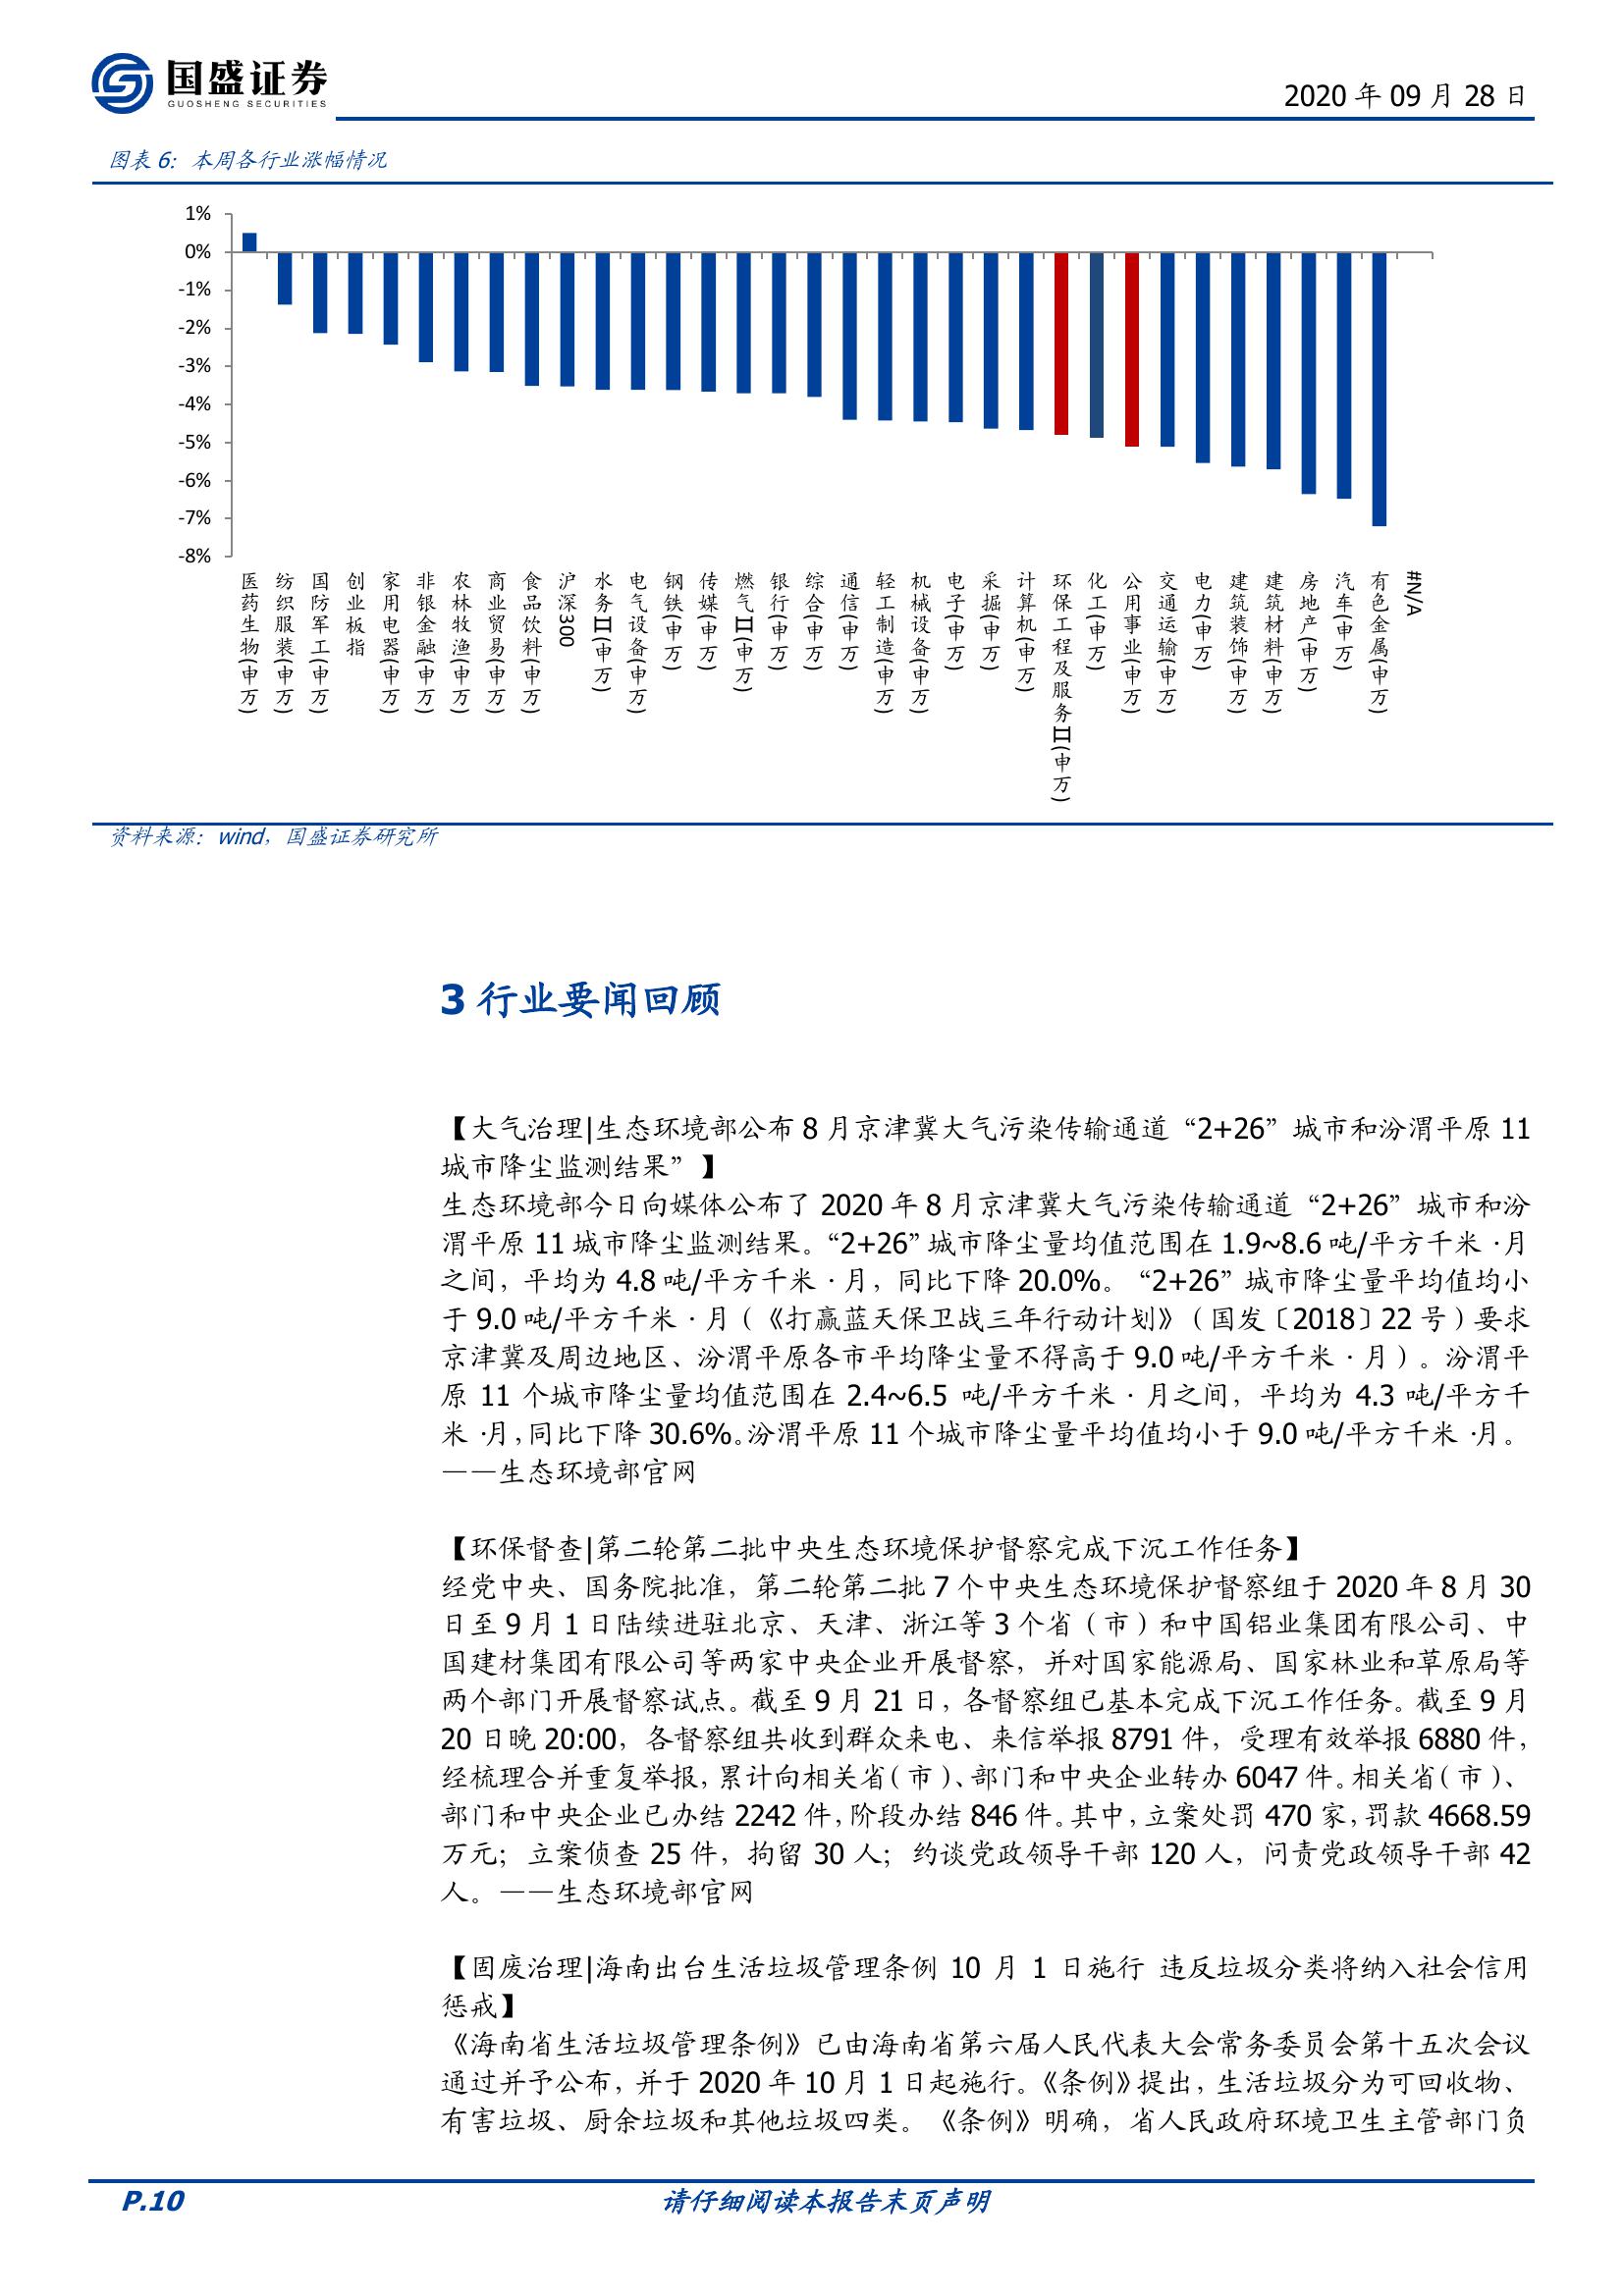 国盛证券
GUOSHENG SECURITIES
2020 年 09 月 28 日
图表 6：本周各行业涨幅情况
1%
0%
-1%
-2%
-3%
-4%
-5%
-6%
-7%
-8%
医药生物(申万)
纺织服装(申万)
国防军工(申万)
创业板指
家用电器(申万)
非银金融(申万)
农林牧渔(申万)
商业贸易(申万)
食品饮料(申万)
沪深300
水务Ⅱ(申万)
电气设备(申万)
钢铁(申万)
传媒(申万)
燃气Ⅱ(申万)
银行(申万)
综合(申万)
通信(申万)
轻工制造(申万)
机械设备(申万)
电子(申万)
采掘(申万)
计算机(申万)
环保工程及服务Ⅱ(申万)
化工(申万)
公用事业(申万)
交通运输(申万)
电力(申万)
建筑装饰(申万)
建筑材料(申万)
房地产(申万)
汽车(申万)
有色金属(申万)
#N/A
资料来源：wind，国盛证券研究所
3 行业要闻回顾
【大气治理|生态环境部公布 8 月京津冀大气污染传输通道“2+26”城市和汾渭平原 11
城市降尘监测结果”】
生态环境部今日向媒体公布了 2020 年 8 月京津冀大气污染传输通道“2+26”城市和汾
渭平原 11 城市降尘监测结果。“2+26”城市降尘量均值范围在 1.9~8.6 吨/平方千米·月
之间，平均为 4.8 吨/平方千米·月，同比下降 20.0%。“2+26”城市降尘量平均值均小
于 9.0 吨/平方千米·月（《打赢蓝天保卫战三年行动计划》（国发〔2018〕22 号）要求
京津冀及周边地区、汾渭平原各市平均降尘量不得高于 9.0 吨/平方千米·月）。汾渭平
原 11 个城市降尘量均值范围在 2.4~6.5 吨/平方千米·月之间，平均为 4.3 吨/平方千
米·月，同比下降 30.6%。汾渭平原 11 个城市降尘量平均值均小于 9.0 吨/平方千米·月。
——生态环境部官网
【环保督查|第二轮第二批中央生态环境保护督察完成下沉工作任务】
经党中央、国务院批准，第二轮第二批 7 个中央生态环境保护督察组于 2020 年 8 月 30
日至 9 月 1 日陆续进驻北京、天津、浙江等 3 个省（市）和中国铝业集团有限公司、中
国建材集团有限公司等两家中央企业开展督察，并对国家能源局、国家林业和草原局等
两个部门开展督察试点。截至 9 月 21 日，各督察组已基本完成下沉工作任务。截至 9 月
20 日晚 20:00，各督察组共收到群众来电、来信举报 8791 件，受理有效举报 6880 件，
经梳理合并重复举报，累计向相关省（市）、部门和中央企业转办 6047 件。相关省（市）、
部门和中央企业已办结 2242 件，阶段办结 846 件。其中，立案处罚 470 家，罚款 4668.59
万元；立案侦查 25 件，拘留 30 人；约谈党政领导干部 120 人，问责党政领导干部 42
人。——生态环境部官网
【固废治理|海南出台生活垃圾管理条例 10 月 1 日施行 违反垃圾分类将纳入社会信用
惩戒】
《海南省生活垃圾管理条例》已由海南省第六届人民代表大会常务委员会第十五次会议
通过并予公布，并于 2020 年 10 月 1 日起施行。《条例》提出，生活垃圾分为可回收物、
有害垃圾、厨余垃圾和其他垃圾四类。《条例》明确，省人民政府环境卫生主管部门负
P.10
请仔细阅读本报告末页声明